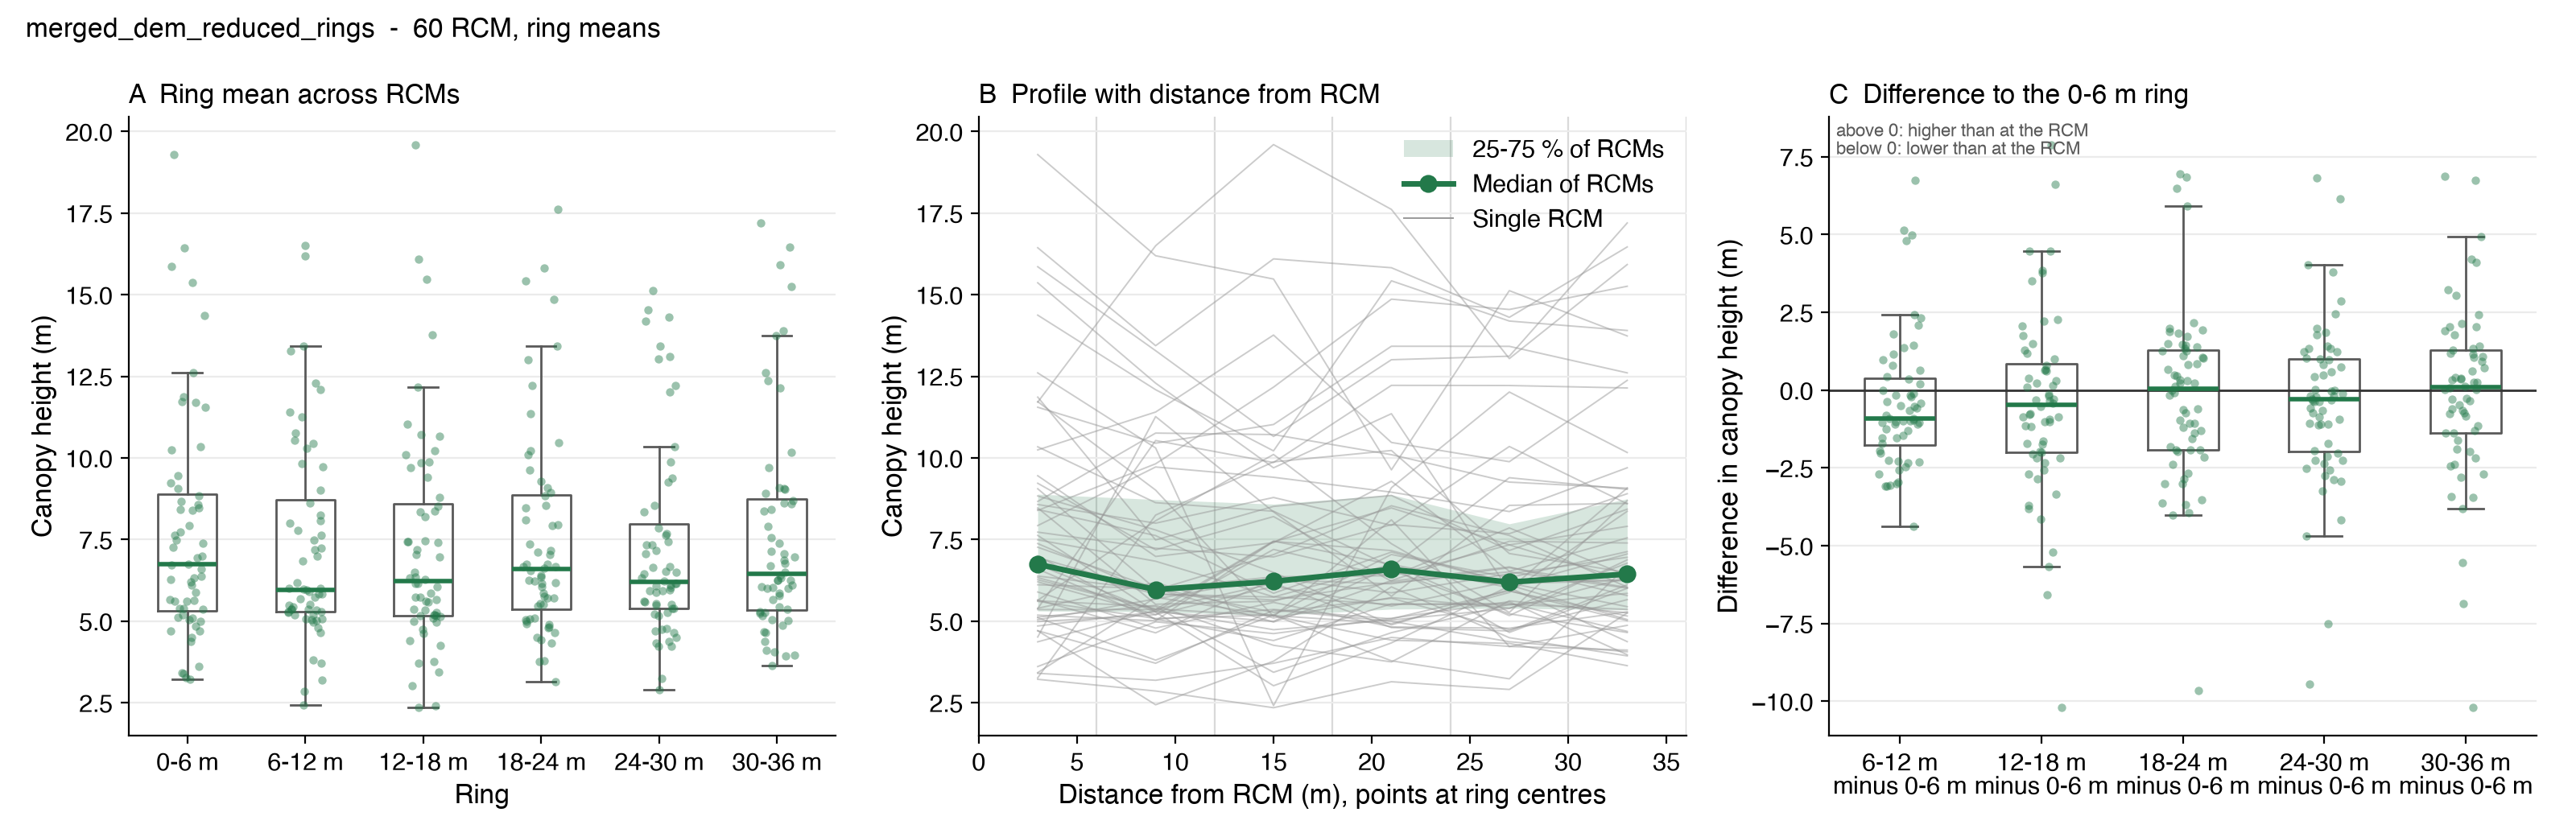 merged_dem_reduced_rings - 60 RCM, ring means
A Ring mean across RCMs
20.0
17.5
15.0
12.5
10.0
7.5
5.0
2.5
Canopy height (m)
0-6 m 6-12 m 12-18 m 18-24 m 24-30 m 30-36 m
Ring
B Profile with distance from RCM
25-75 % of RCMs
Median of RCMs
Single RCM
20.0
17.5
15.0
12.5
10.0
7.5
5.0
2.5
Canopy height (m)
0 5 10 15 20 25 30 35
Distance from RCM (m), points at ring centres
C Difference to the 0-6 m ring
above 0: higher than at the RCM
below 0: lower than at the RCM
7.5
5.0
2.5
0.0
−2.5
−5.0
−7.5
−10.0
Difference in canopy height (m)
6-12 m 12-18 m 18-24 m 24-30 m 30-36 m
minus 0-6 m minus 0-6 m minus 0-6 m minus 0-6 m minus 0-6 m